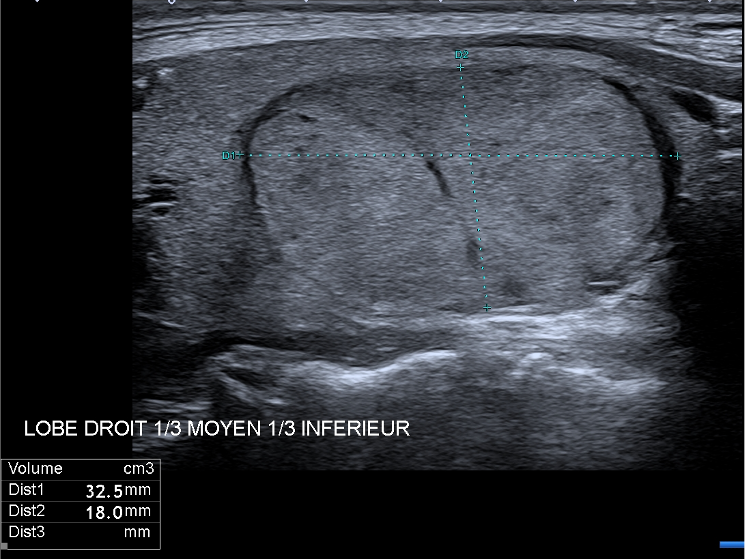 D2
D1
LOBE DROIT 1/3 MOYEN 1/3 INFERIEUR
Volume cm3
Dist1 32.5mm
Dist2 18.0mm
Dist3 mm